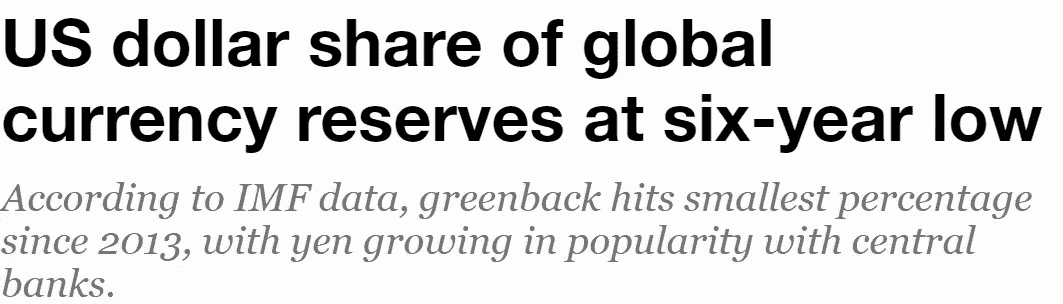 US dollar share of global
currency reserves at six-year low
According to IMF data, greenback hits smallest percentage
since 2013, with yen growing in popularity with central
banks.